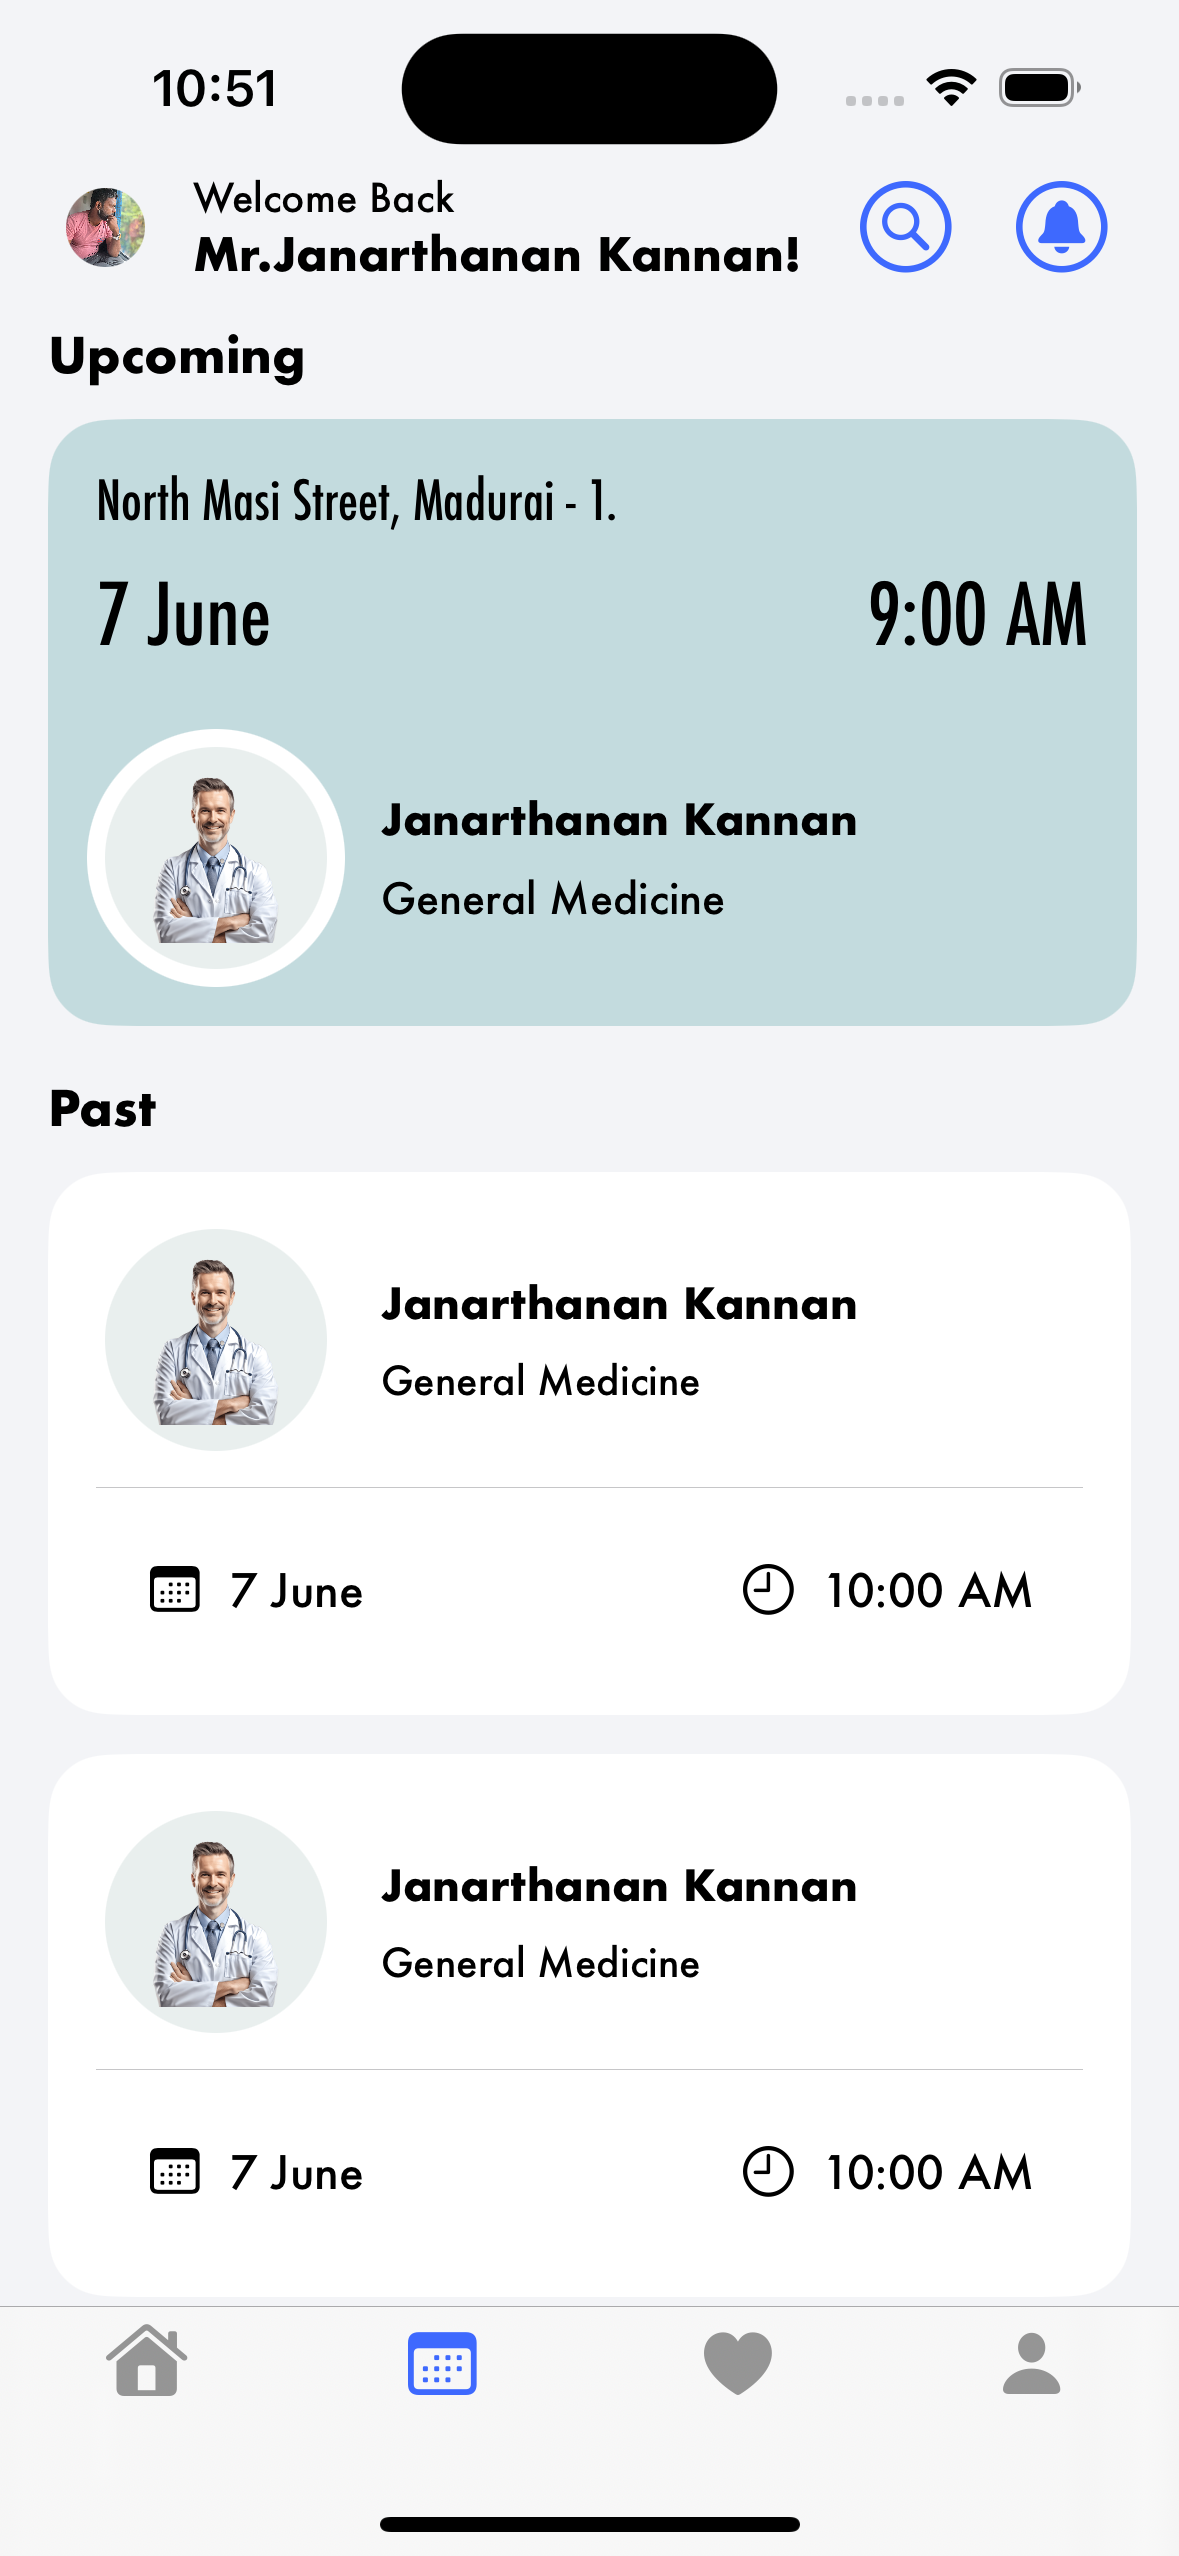 10:51
Welcome Back
Mr.Janarthanan Kannan!
Upcoming
North Masi Street, Madurai - 1.
7 June
9:00 AM
Janarthanan Kannan
General Medicine
Past
Janarthanan Kannan
General Medicine
7 June
10:00 AM
Janarthanan Kannan
General Medicine
7 June
10:00 AM